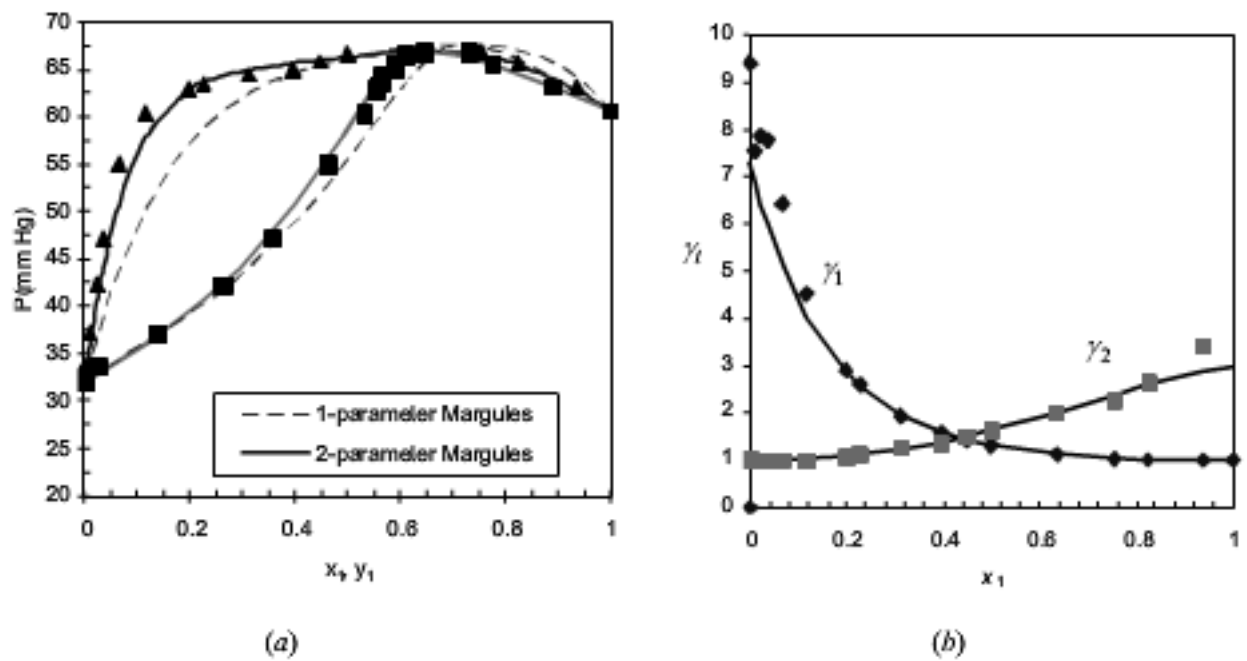 70
65
60
55
50
45
40
35
30
25
20
P(mm Hg)
0 0.2 0.4 0.6 0.8 1
x₁, y₁
1-parameler Margules
2-parameler Margules
(a)
10
9
8
7
6
5
4
3
2
1
0
γᵢ
γ₁
γ₂
0 0.2 0.4 0.6 0.8 1
x₁
(b)